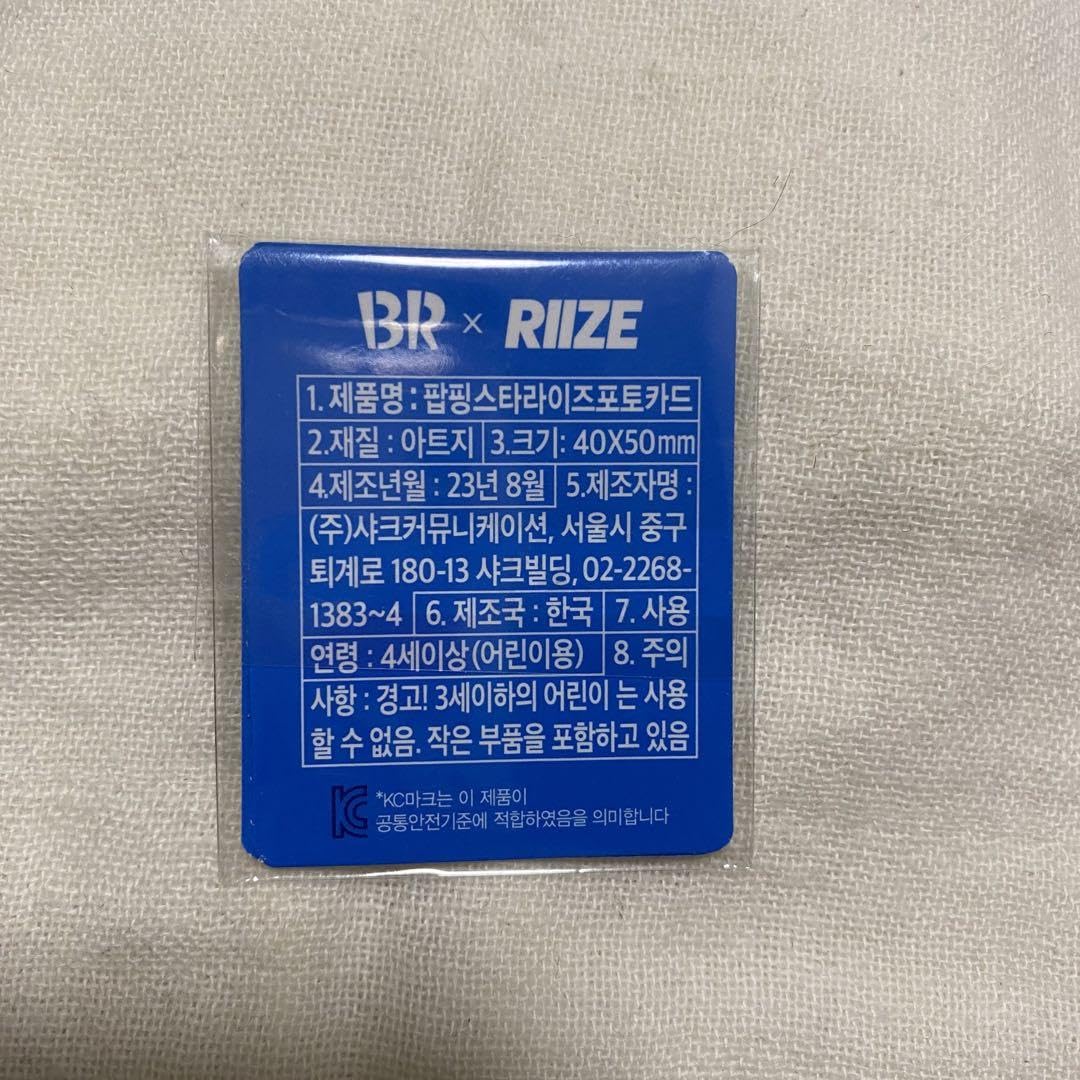 BR x RIIZE
1. 제품명 : 팝핑스타라이즈포토카드
2.재질 : 아트지 3.크기: 40X50mm
4.제조년월 : 23년 8월 5.제조자명 :
(주)샤크커뮤니케이션, 서울시 중구
퇴계로 180-13 샤크빌딩, 02-2268-
1383~4 6. 제조국 : 한국 7. 사용
연령 : 4세이상(어린이용) 8. 주의
사항 : 경고! 3세이하의 어린이 는 사용
할 수 없음. 작은 부품을 포함하고 있음
KC *KC마크는 이 제품이
공통안전기준에 적합하였음을 의미합니다